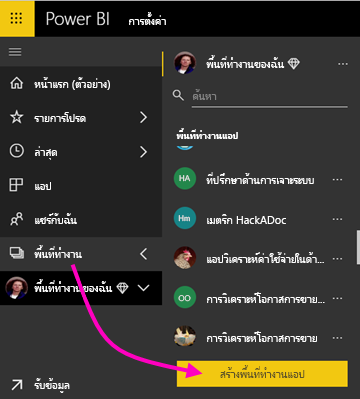 Power BI การตั้งค่า
หน้าแรก (ตัวอย่าง)
รายการโปรด
ล่าสุด
แอป
แชร์กับฉัน
พื้นที่ทำงาน
พื้นที่ทำงานของฉัน
รับข้อมูล
พื้นที่ทำงานของฉัน
ค้นหา
พื้นที่ทำงานแอป
HA ที่ปรึกษาด้านการเจาะระบบ
Hm เมตริก HackADoc
แอปวิเคราะห์ค่าใช้จ่ายในด้า...
OO การวิเคราะห์โอกาสการขาย...
การวิเคราะห์โอกาสการขาย
สร้างพื้นที่ทำงานแอป